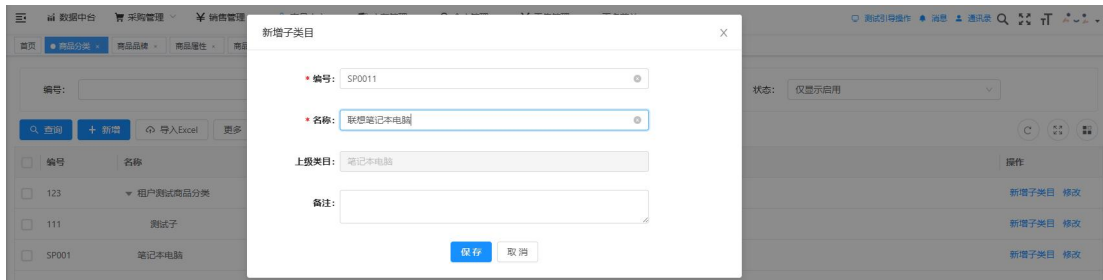 数据中台 采购管理 ¥ 销售管理
测试引导操作 消息 通讯录
首页 商品分类 × 商品品牌 × 商品属性 ×
新增子类目
编号: 状态: 仅显示启用
* 编号: SP0011
* 名称: 联想笔记本电脑
上级类目: 笔记本电脑
备注:
保存 取消
查询 + 新增 导入Excel 更多
编号 名称 操作
123 租户测试商品分类 新增子类目 修改
111 测试子 新增子类目 修改
SP001 笔记本电脑 新增子类目 修改